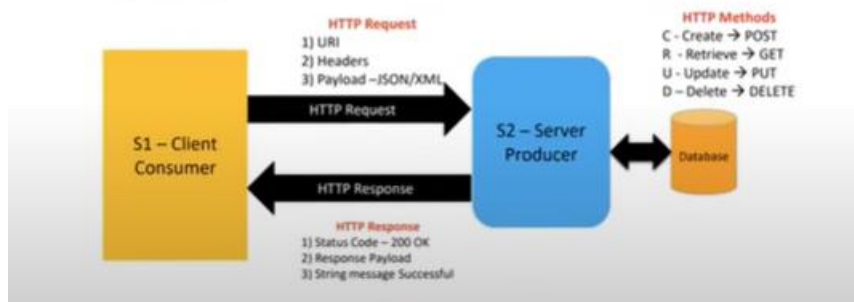 HTTP Request
1) URI
2) Headers
3) Payload –JSON/XML
HTTP Request
S1 – Client
Consumer
S2 – Server
Producer
HTTP Response
HTTP Response
1) Status Code – 200 OK
2) Response Payload
3) String message Successful
HTTP Methods
C - Create → POST
R - Retrieve → GET
U - Update → PUT
D – Delete → DELETE
Database